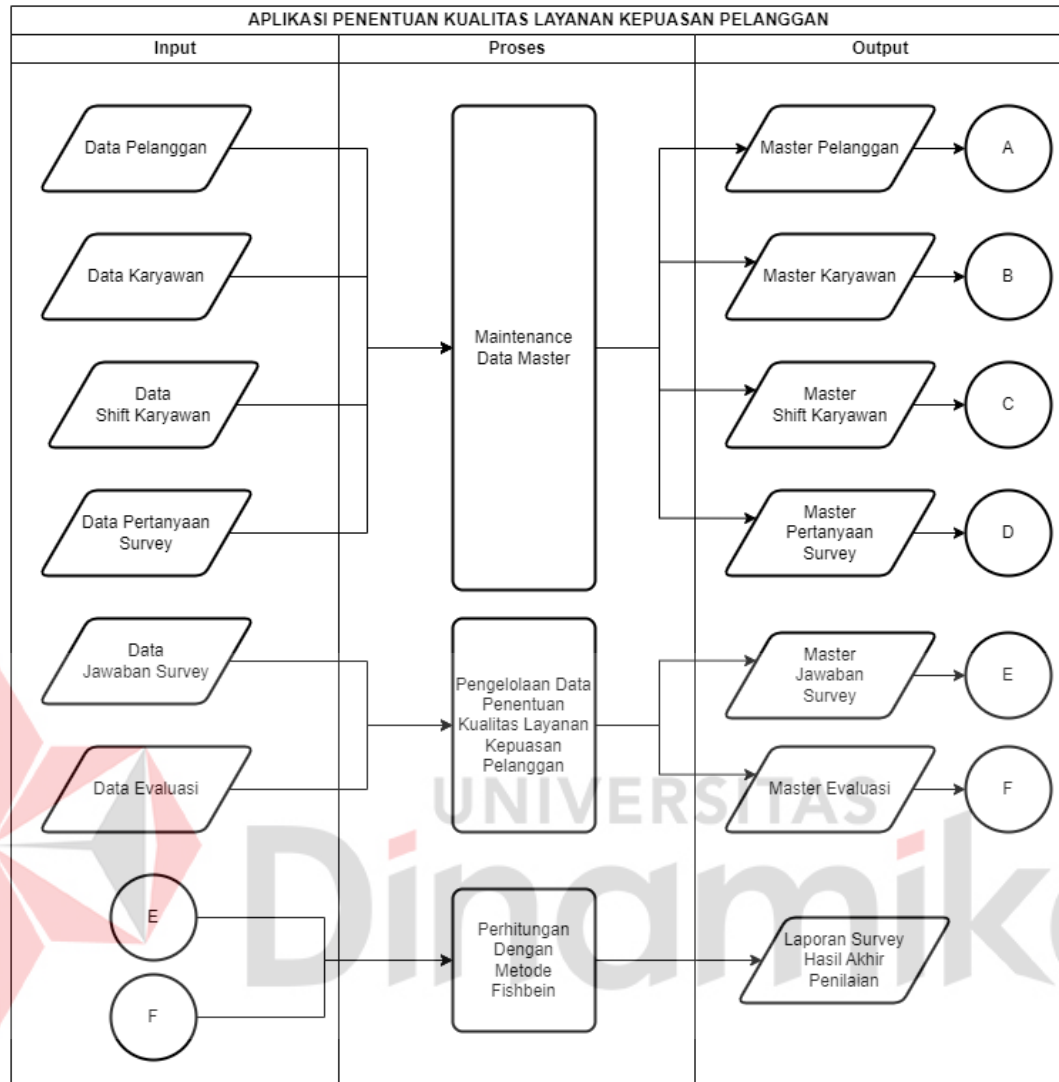 APLIKASI PENENTUAN KUALITAS LAYANAN KEPUASAN PELANGGAN
Input
Proses
Output
Data Pelanggan
Data Karyawan
Data
Shift Karyawan
Data Pertanyaan
Survey
Maintenance
Data Master
Master Pelanggan
A
Master Karyawan
B
Master
Shift Karyawan
C
Master
Pertanyaan
Survey
D
Data
Jawaban Survey
Data Evaluasi
Pengelolaan Data
Penentuan
Kualitas Layanan
Kepuasan
Pelanggan
Master
Jawaban
Survey
E
Master Evaluasi
F
E
F
Perhitungan
Dengan
Metode
Fishbein
Laporan Survey
Hasil Akhir
Penilaian
UNIVERSITAS
Dinamika